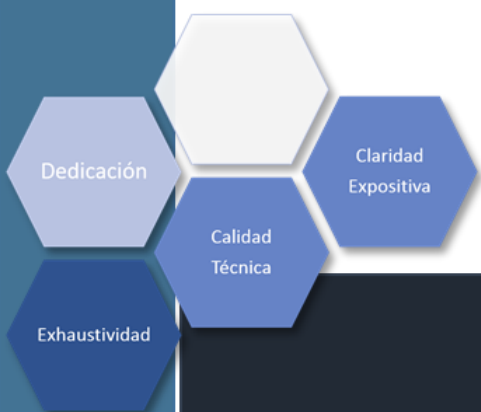 Dedicación
Claridad
Expositiva
Calidad
Técnica
Exhaustividad